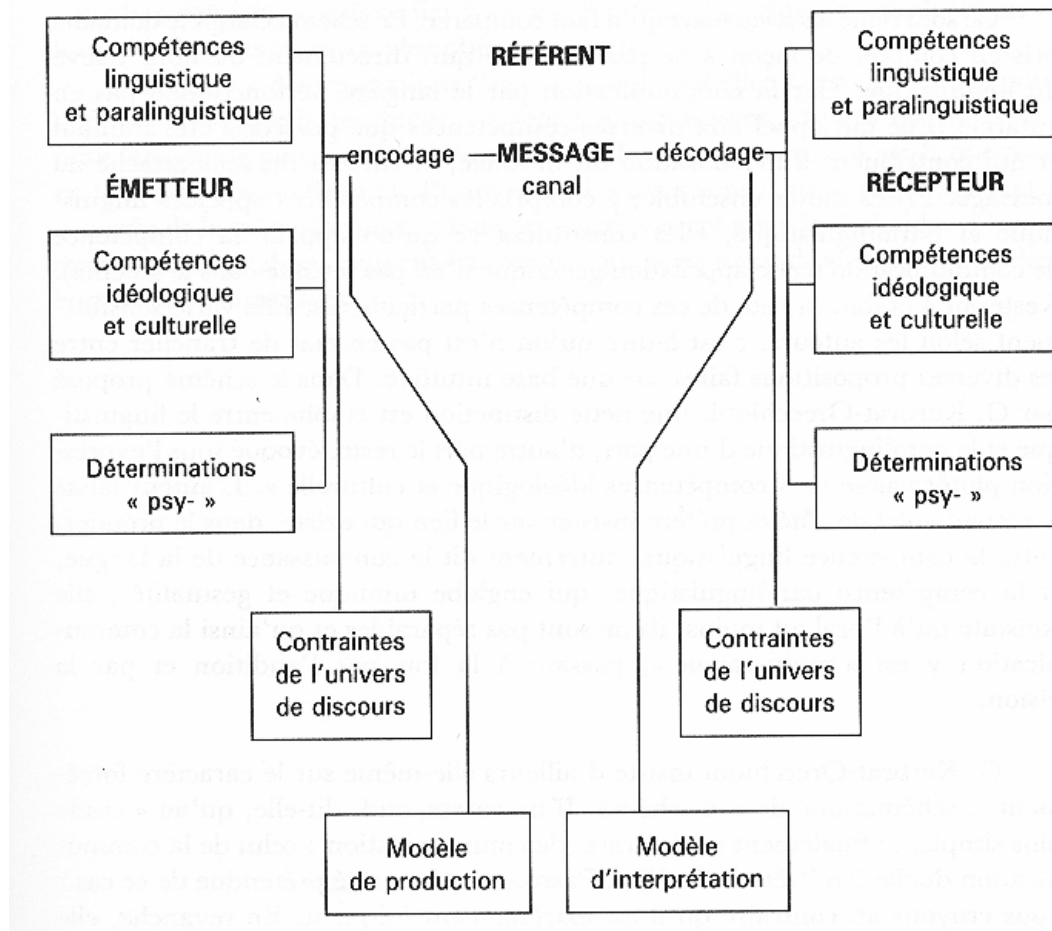 Compétences
linguistique
et paralinguistique
RÉFÉRENT
Compétences
linguistique
et paralinguistique
encodage — MESSAGE — décodage
canal
ÉMETTEUR
RÉCEPTEUR
Compétences
idéologique
et culturelle
Compétences
idéologique
et culturelle
Déterminations
« psy- »
Déterminations
« psy- »
Contraintes
de l'univers
de discours
Contraintes
de l'univers
de discours
Modèle
de production
Modèle
d'interprétation